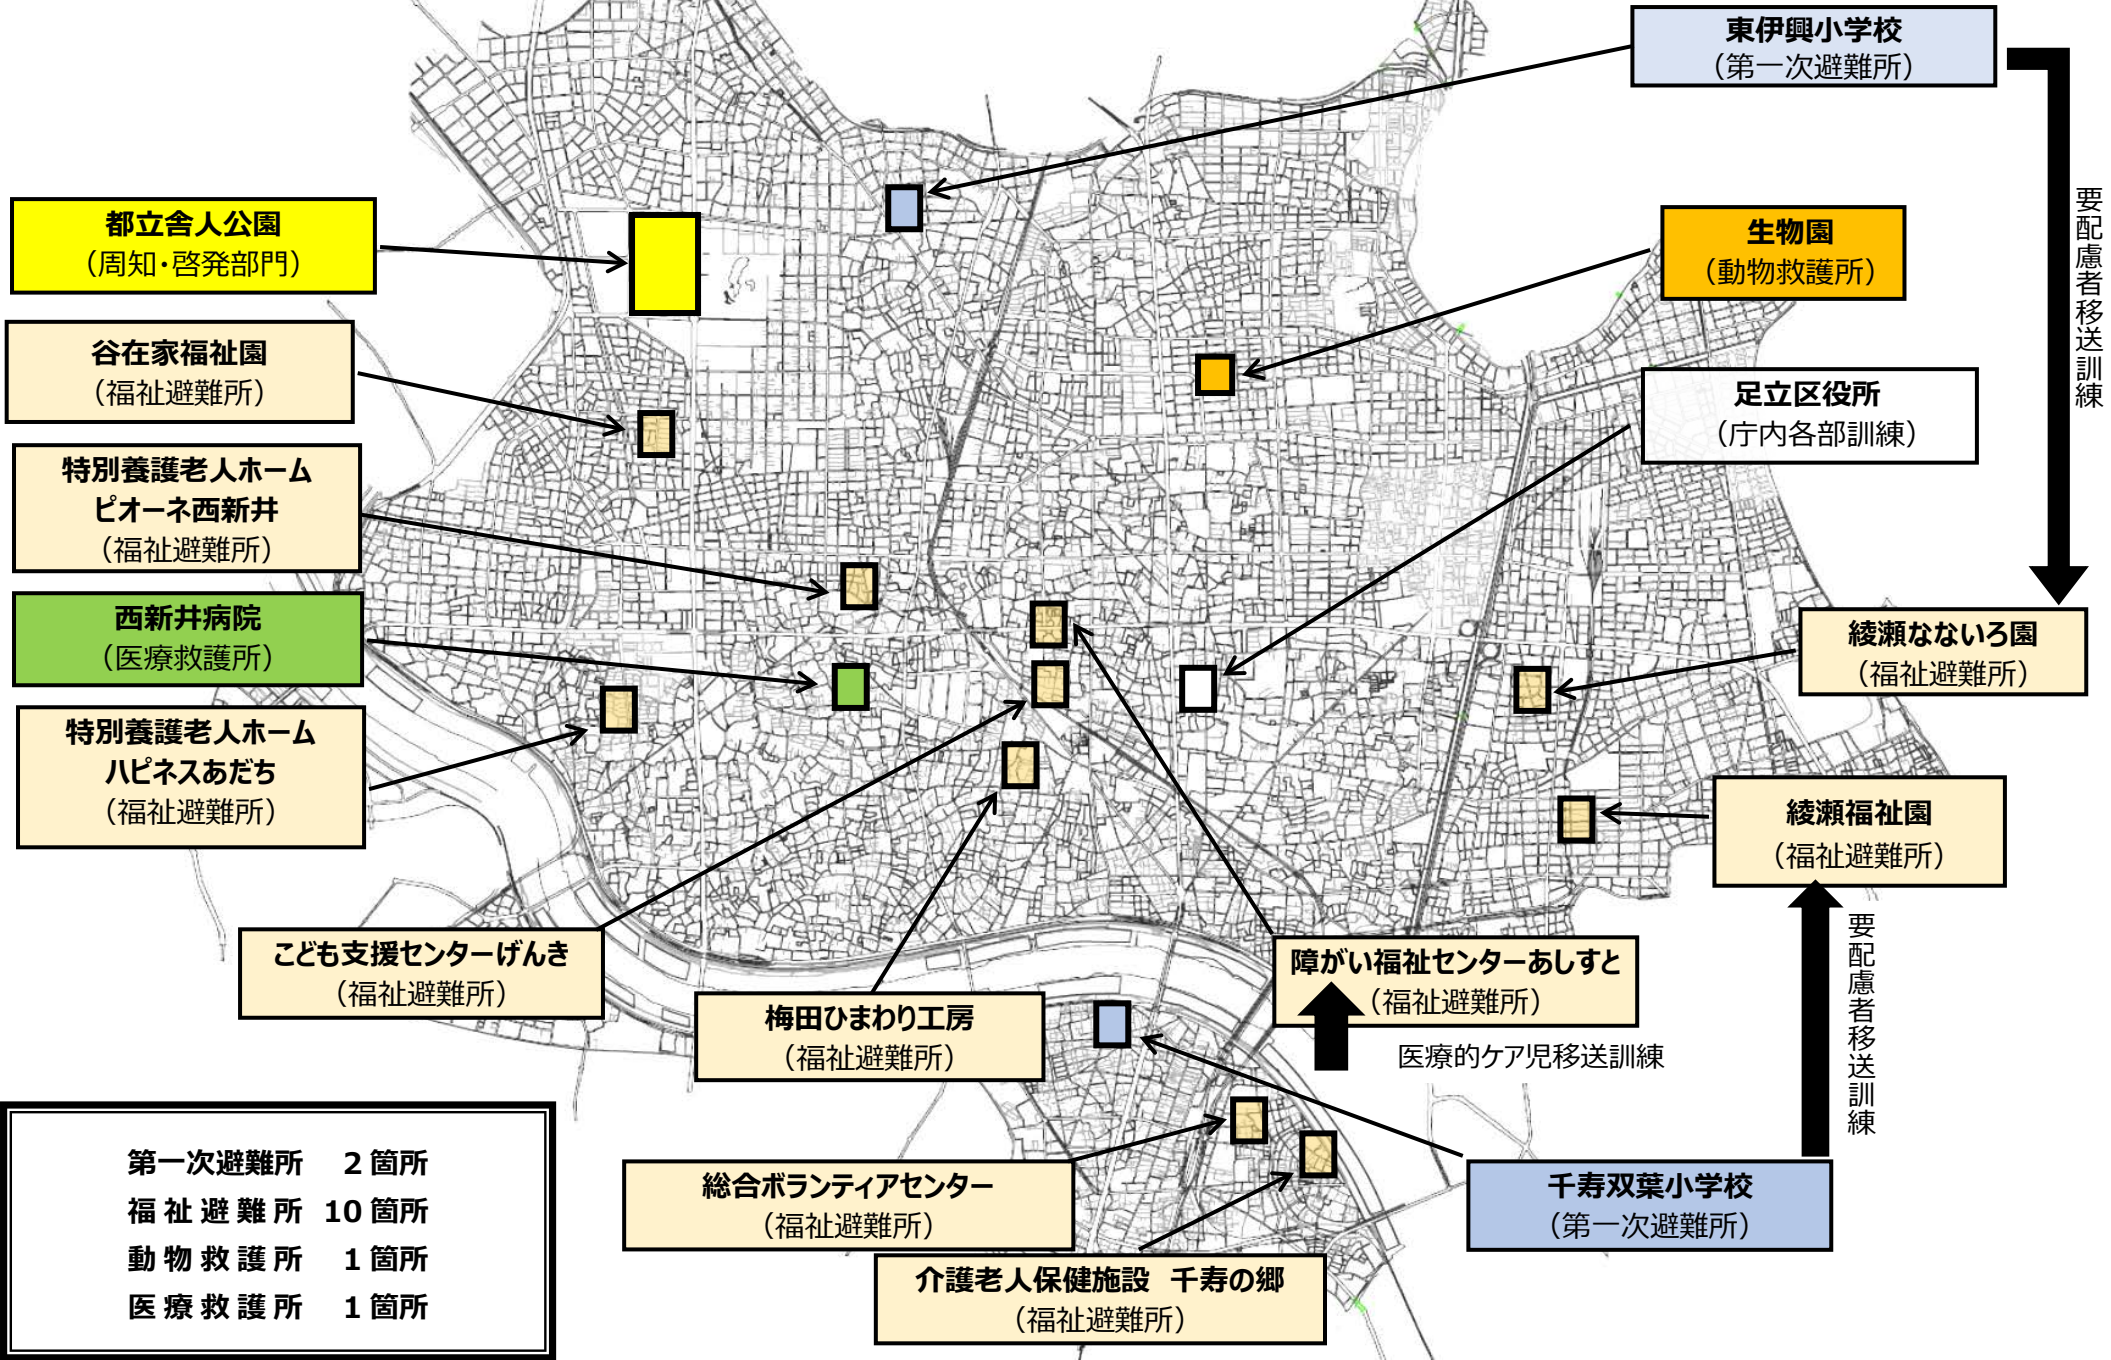 東伊興小学校
（第一次避難所）
要配慮者移送訓練
都立舎人公園
（周知・啓発部門）
生物園
（動物救護所）
谷在家福祉園
（福祉避難所）
足立区役所
（庁内各部訓練）
特別養護老人ホーム
ピオーネ西新井
（福祉避難所）
西新井病院
（医療救護所）
綾瀬なないろ園
（福祉避難所）
特別養護老人ホーム
ハピネスあだち
（福祉避難所）
綾瀬福祉園
（福祉避難所）
要配慮者移送訓練
こども支援センターげんき
（福祉避難所）
障がい福祉センターあしすと
（福祉避難所）
医療的ケア児移送訓練
梅田ひまわり工房
（福祉避難所）
総合ボランティアセンター
（福祉避難所）
千寿双葉小学校
（第一次避難所）
介護老人保健施設 千寿の郷
（福祉避難所）
第一次避難所 2箇所
福祉避難所 10箇所
動物救護所 1箇所
医療救護所 1箇所